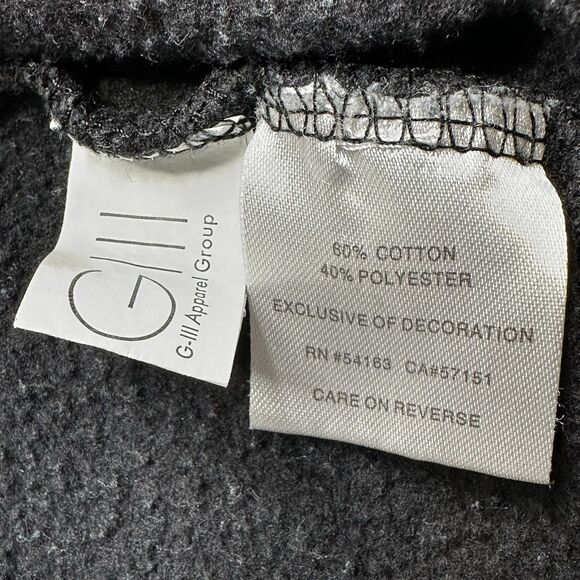 GIII
G-III Apparel Group
60% COTTON
40% POLYESTER
EXCLUSIVE OF DECORATION
RN #54163 CA#57151
CARE ON REVERSE